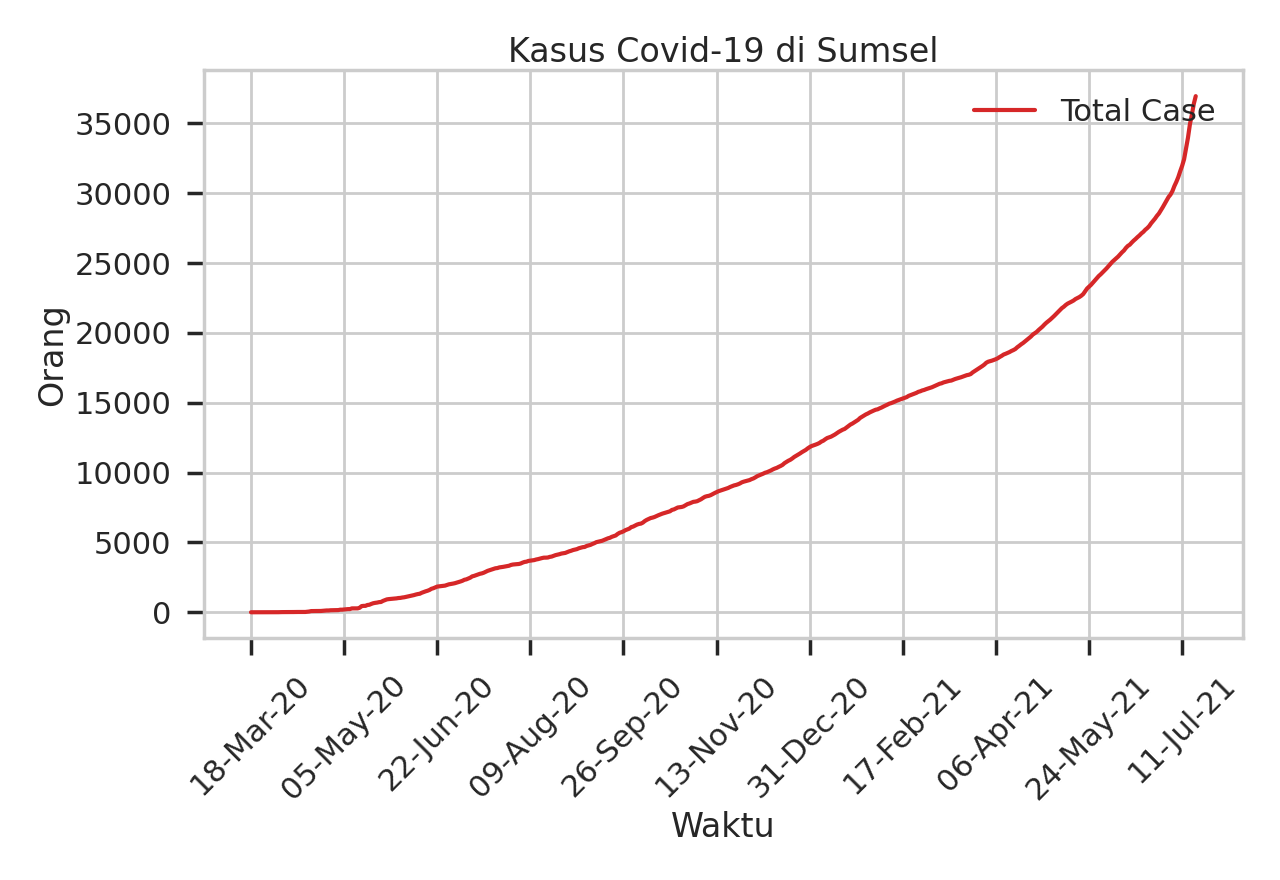 Kasus Covid-19 di Sumsel
Total Case
35000
30000
25000
20000
15000
10000
5000
0
Orang
18-Mar-20
05-May-20
22-Jun-20
09-Aug-20
26-Sep-20
13-Nov-20
31-Dec-20
17-Feb-21
06-Apr-21
24-May-21
11-Jul-21
Waktu